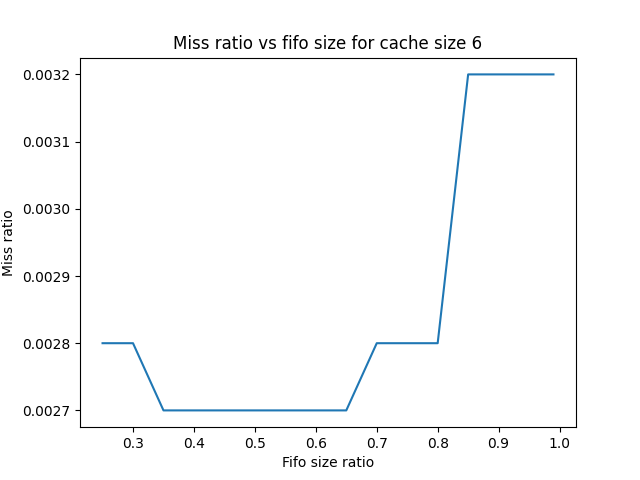 Miss ratio vs fifo size for cache size 6
0.0032
0.0031
0.0030
0.0029
0.0028
0.0027
Miss ratio
0.3 0.4 0.5 0.6 0.7 0.8 0.9 1.0
Fifo size ratio